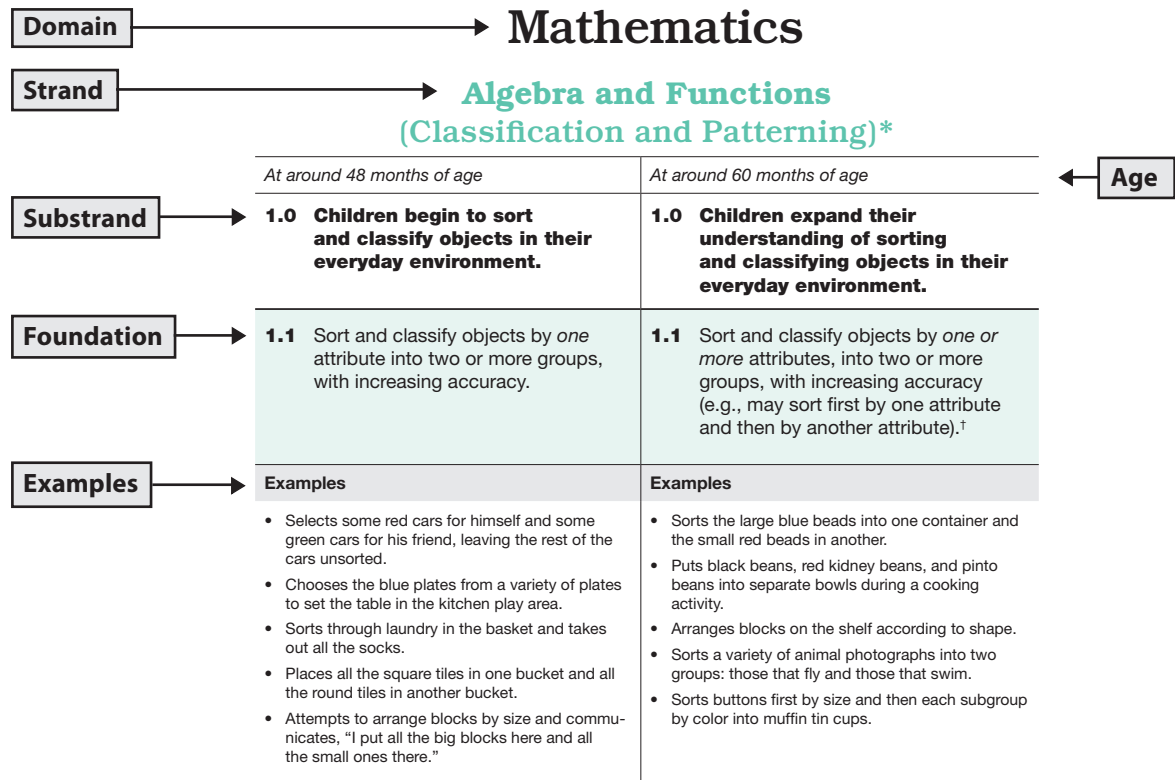 Domain
Mathematics
Strand
Algebra and Functions
(Classification and Patterning)*
At around 48 months of age
At around 60 months of age
Age
Substrand
1.0 Children begin to sort
and classify objects in their
everyday environment.
1.0 Children expand their
understanding of sorting
and classifying objects in their
everyday environment.
Foundation
1.1 Sort and classify objects by one
attribute into two or more groups,
with increasing accuracy.
1.1 Sort and classify objects by one or
more attributes, into two or more
groups, with increasing accuracy
(e.g., may sort first by one attribute
and then by another attribute).†
Examples
Examples
• Selects some red cars for himself and some
green cars for his friend, leaving the rest of the
cars unsorted.
• Chooses the blue plates from a variety of plates
to set the table in the kitchen play area.
• Sorts through laundry in the basket and takes
out all the socks.
• Places all the square tiles in one bucket and all
the round tiles in another bucket.
• Attempts to arrange blocks by size and commu-
nicates, “I put all the big blocks here and all
the small ones there.”
Examples
• Sorts the large blue beads into one container and
the small red beads in another.
• Puts black beans, red kidney beans, and pinto
beans into separate bowls during a cooking
activity.
• Arranges blocks on the shelf according to shape.
• Sorts a variety of animal photographs into two
groups: those that fly and those that swim.
• Sorts buttons first by size and then each subgroup
by color into muffin tin cups.